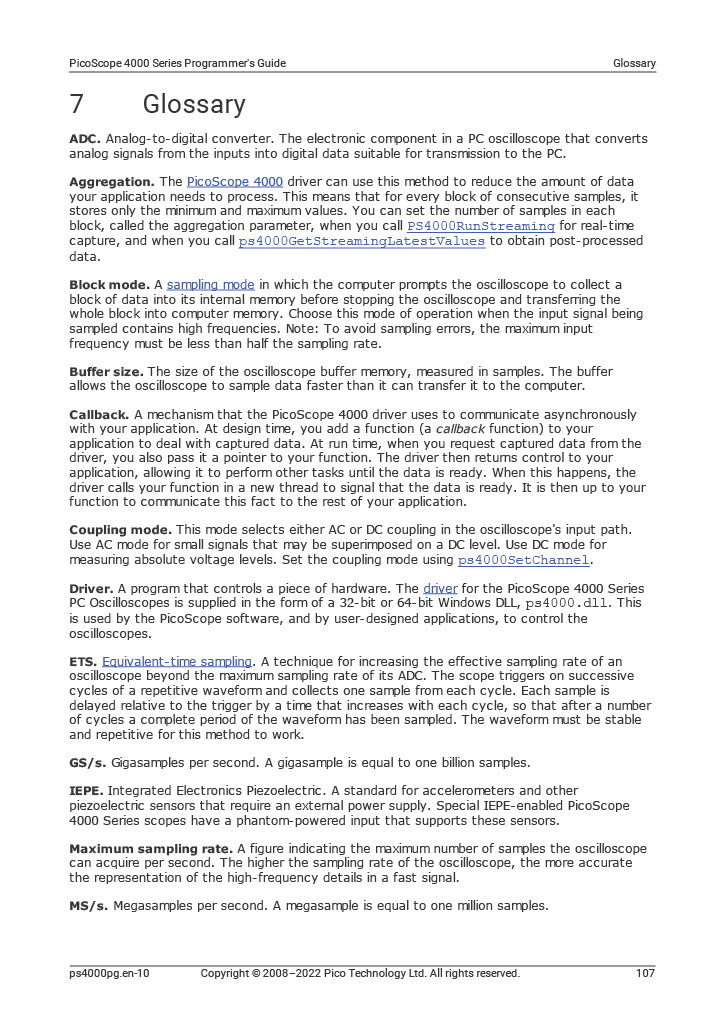 PicoScope 4000 Series Programmer's Guide Glossary
7 Glossary
ADC. Analog-to-digital converter. The electronic component in a PC oscilloscope that converts
analog signals from the inputs into digital data suitable for transmission to the PC.
Aggregation. The PicoScope 4000 driver can use this method to reduce the amount of data
your application needs to process. This means that for every block of consecutive samples, it
stores only the minimum and maximum values. You can set the number of samples in each
block, called the aggregation parameter, when you call PS4000RunStreaming for real-time
capture, and when you call ps4000GetStreamingLatestValues to obtain post-processed
data.
Block mode. A sampling mode in which the computer prompts the oscilloscope to collect a
block of data into its internal memory before stopping the oscilloscope and transferring the
whole block into computer memory. Choose this mode of operation when the input signal being
sampled contains high frequencies. Note: To avoid sampling errors, the maximum input
frequency must be less than half the sampling rate.
Buffer size. The size of the oscilloscope buffer memory, measured in samples. The buffer
allows the oscilloscope to sample data faster than it can transfer it to the computer.
Callback. A mechanism that the PicoScope 4000 driver uses to communicate asynchronously
with your application. At design time, you add a function (a callback function) to your
application to deal with captured data. At run time, when you request captured data from the
driver, you also pass it a pointer to your function. The driver then returns control to your
application, allowing it to perform other tasks until the data is ready. When this happens, the
driver calls your function in a new thread to signal that the data is ready. It is then up to your
function to communicate this fact to the rest of your application.
Coupling mode. This mode selects either AC or DC coupling in the oscilloscope's input path.
Use AC mode for small signals that may be superimposed on a DC level. Use DC mode for
measuring absolute voltage levels. Set the coupling mode using ps4000SetChannel.
Driver. A program that controls a piece of hardware. The driver for the PicoScope 4000 Series
PC Oscilloscopes is supplied in the form of a 32-bit or 64-bit Windows DLL, ps4000.dll. This
is used by the PicoScope software, and by user-designed applications, to control the
oscilloscopes.
ETS. Equivalent-time sampling. A technique for increasing the effective sampling rate of an
oscilloscope beyond the maximum sampling rate of its ADC. The scope triggers on successive
cycles of a repetitive waveform and collects one sample from each cycle. Each sample is
delayed relative to the trigger by a time that increases with each cycle, so that after a number
of cycles a complete period of the waveform has been sampled. The waveform must be stable
and repetitive for this method to work.
GS/s. Gigasamples per second. A gigasample is equal to one billion samples.
IEPE. Integrated Electronics Piezoelectric. A standard for accelerometers and other
piezoelectric sensors that require an external power supply. Special IEPE-enabled PicoScope
4000 Series scopes have a phantom-powered input that supports these sensors.
Maximum sampling rate. A figure indicating the maximum number of samples the oscilloscope
can acquire per second. The higher the sampling rate of the oscilloscope, the more accurate
the representation of the high-frequency details in a fast signal.
MS/s. Megasamples per second. A megasample is equal to one million samples.
ps4000pg.en-10 Copyright © 2008–2022 Pico Technology Ltd. All rights reserved. 107